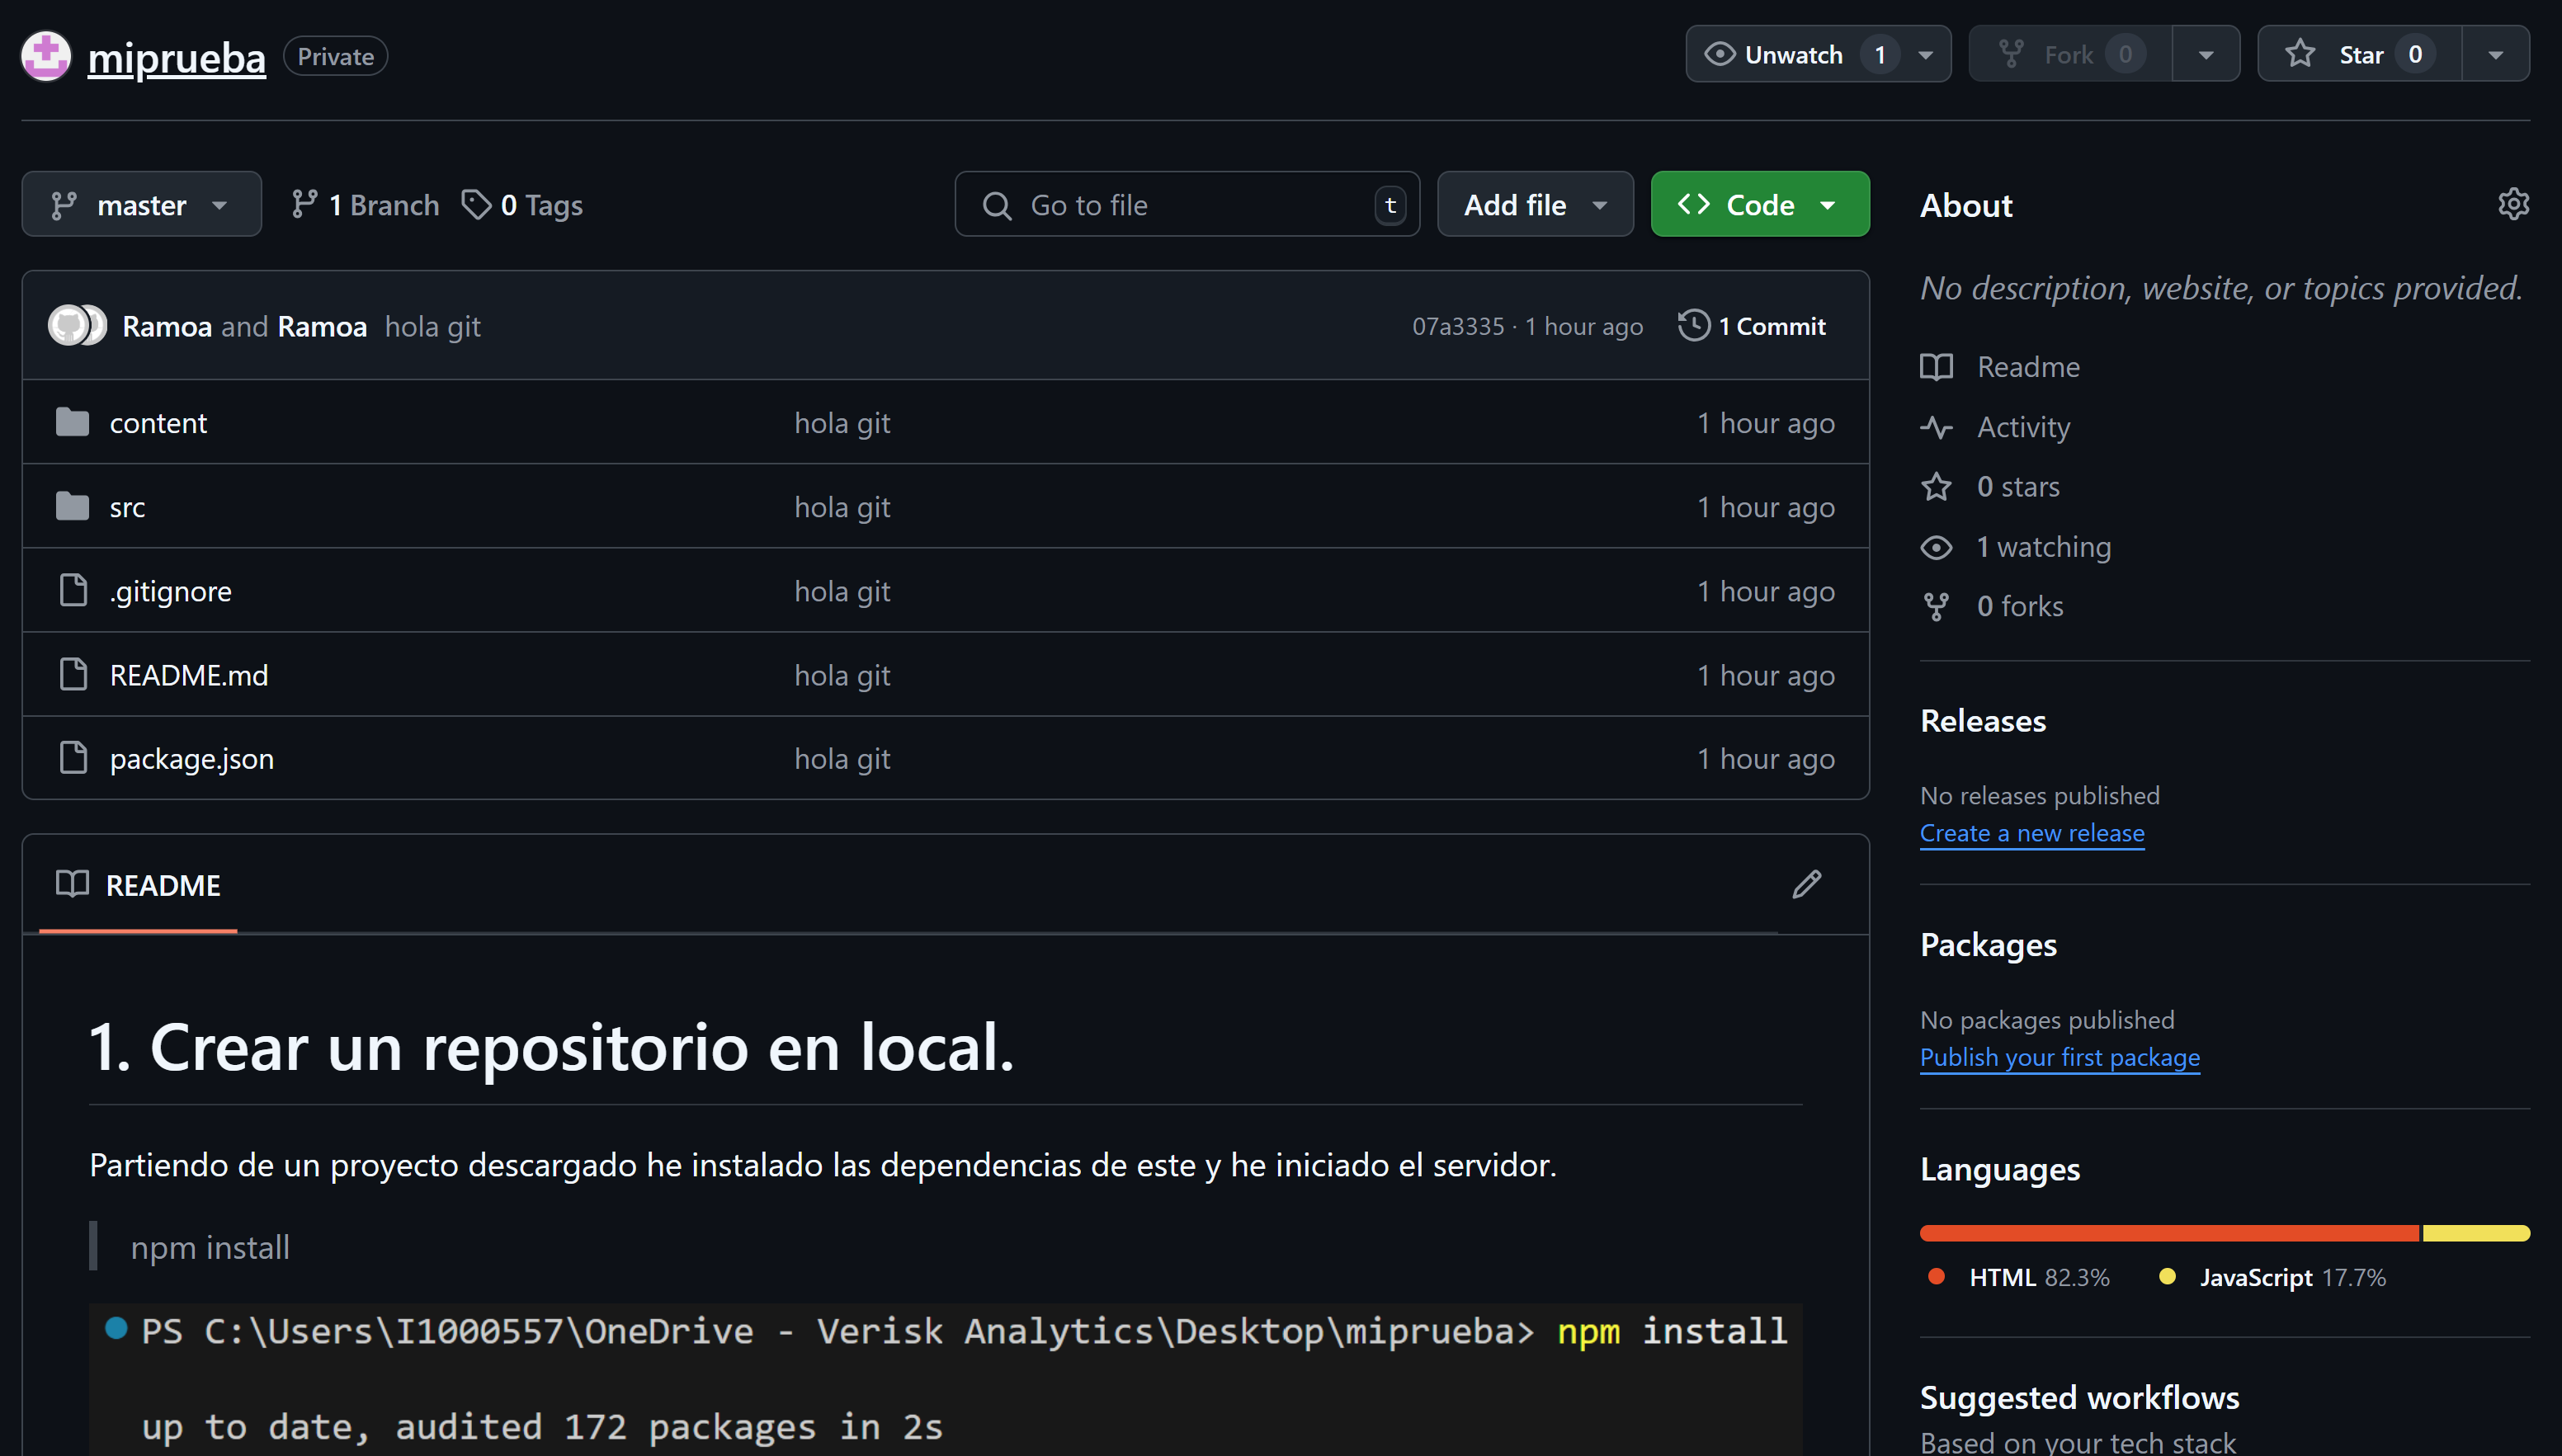 miprueba Private Unwatch 1 Fork 0 Star 0
master 1 Branch 0 Tags Go to file t Add file Code
Ramoa and Ramoa hola git 07a3335 · 1 hour ago 1 Commit
content hola git 1 hour ago
src hola git 1 hour ago
.gitignore hola git 1 hour ago
README.md hola git 1 hour ago
package.json hola git 1 hour ago
README
1. Crear un repositorio en local.
Partiendo de un proyecto descargado he instalado las dependencias de este y he iniciado el servidor.
npm install
PS C:\Users\I1000557\OneDrive - Verisk Analytics\Desktop\miprueba> npm install
up to date, audited 172 packages in 2s
About
No description, website, or topics provided.
Readme
Activity
0 stars
1 watching
0 forks
Releases
No releases published
Create a new release
Packages
No packages published
Publish your first package
Languages
HTML 82.3% JavaScript 17.7%
Suggested workflows
Based on your tech stack